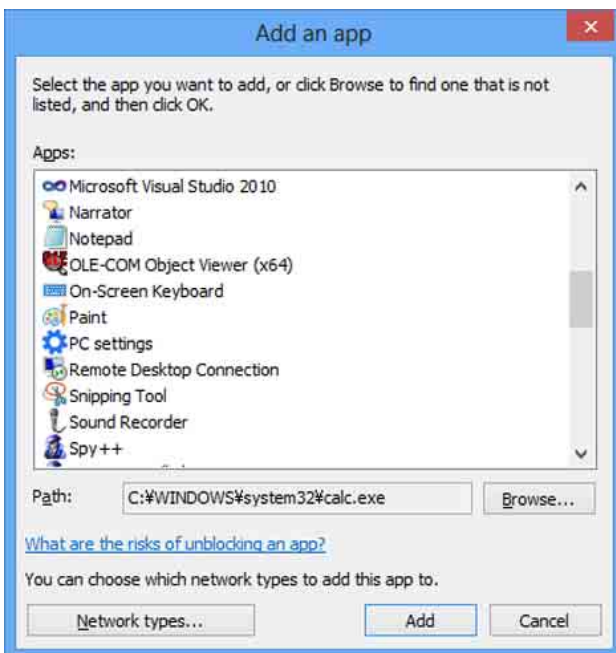 Add an app
Select the app you want to add, or click Browse to find one that is not
listed, and then click OK.
Apps:
Microsoft Visual Studio 2010
Narrator
Notepad
OLE-COM Object Viewer (x64)
On-Screen Keyboard
Paint
PC settings
Remote Desktop Connection
Snipping Tool
Sound Recorder
Spy++
Path: C:¥WINDOWS¥system32¥calc.exe Browse...
What are the risks of unblocking an app?
You can choose which network types to add this app to.
Network types... Add Cancel